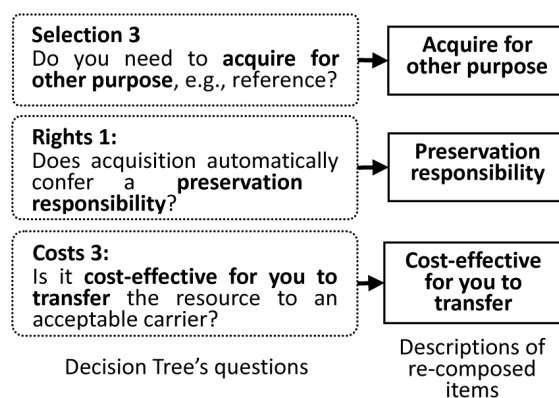 Selection 3
Do you need to acquire for
other purpose, e.g., reference?
Acquire for
other purpose
Rights 1:
Does acquisition automatically
confer a preservation
responsibility?
Preservation
responsibility
Costs 3:
Is it cost-effective for you to
transfer the resource to an
acceptable carrier?
Cost-effective
for you to
transfer
Decision Tree's questions
Descriptions of
re-composed
items